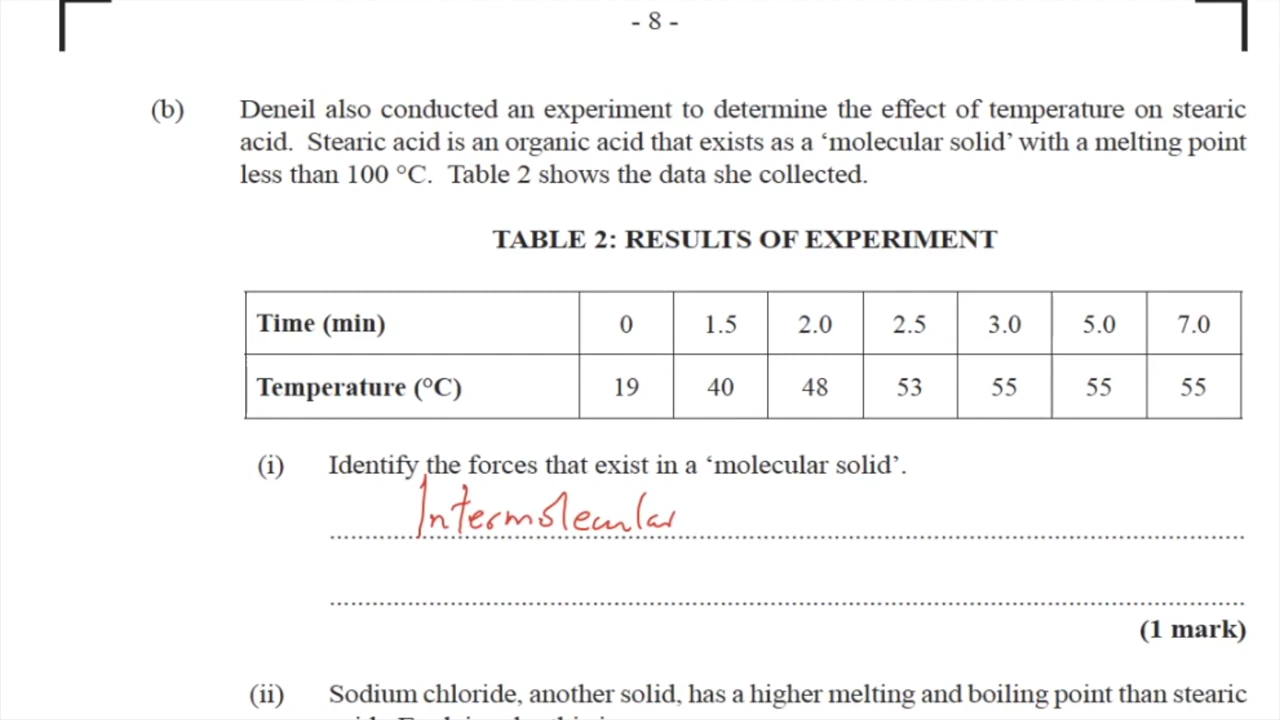 - 8 -
(b) Deneil also conducted an experiment to determine the effect of temperature on stearic
acid. Stearic acid is an organic acid that exists as a ‘molecular solid’ with a melting point
less than 100 °C. Table 2 shows the data she collected.
TABLE 2: RESULTS OF EXPERIMENT
Time (min) 0 1.5 2.0 2.5 3.0 5.0 7.0
Temperature (°C) 19 40 48 53 55 55 55
(i) Identify the forces that exist in a ‘molecular solid’.
Intermolecular
(1 mark)
(ii) Sodium chloride, another solid, has a higher melting and boiling point than stearic